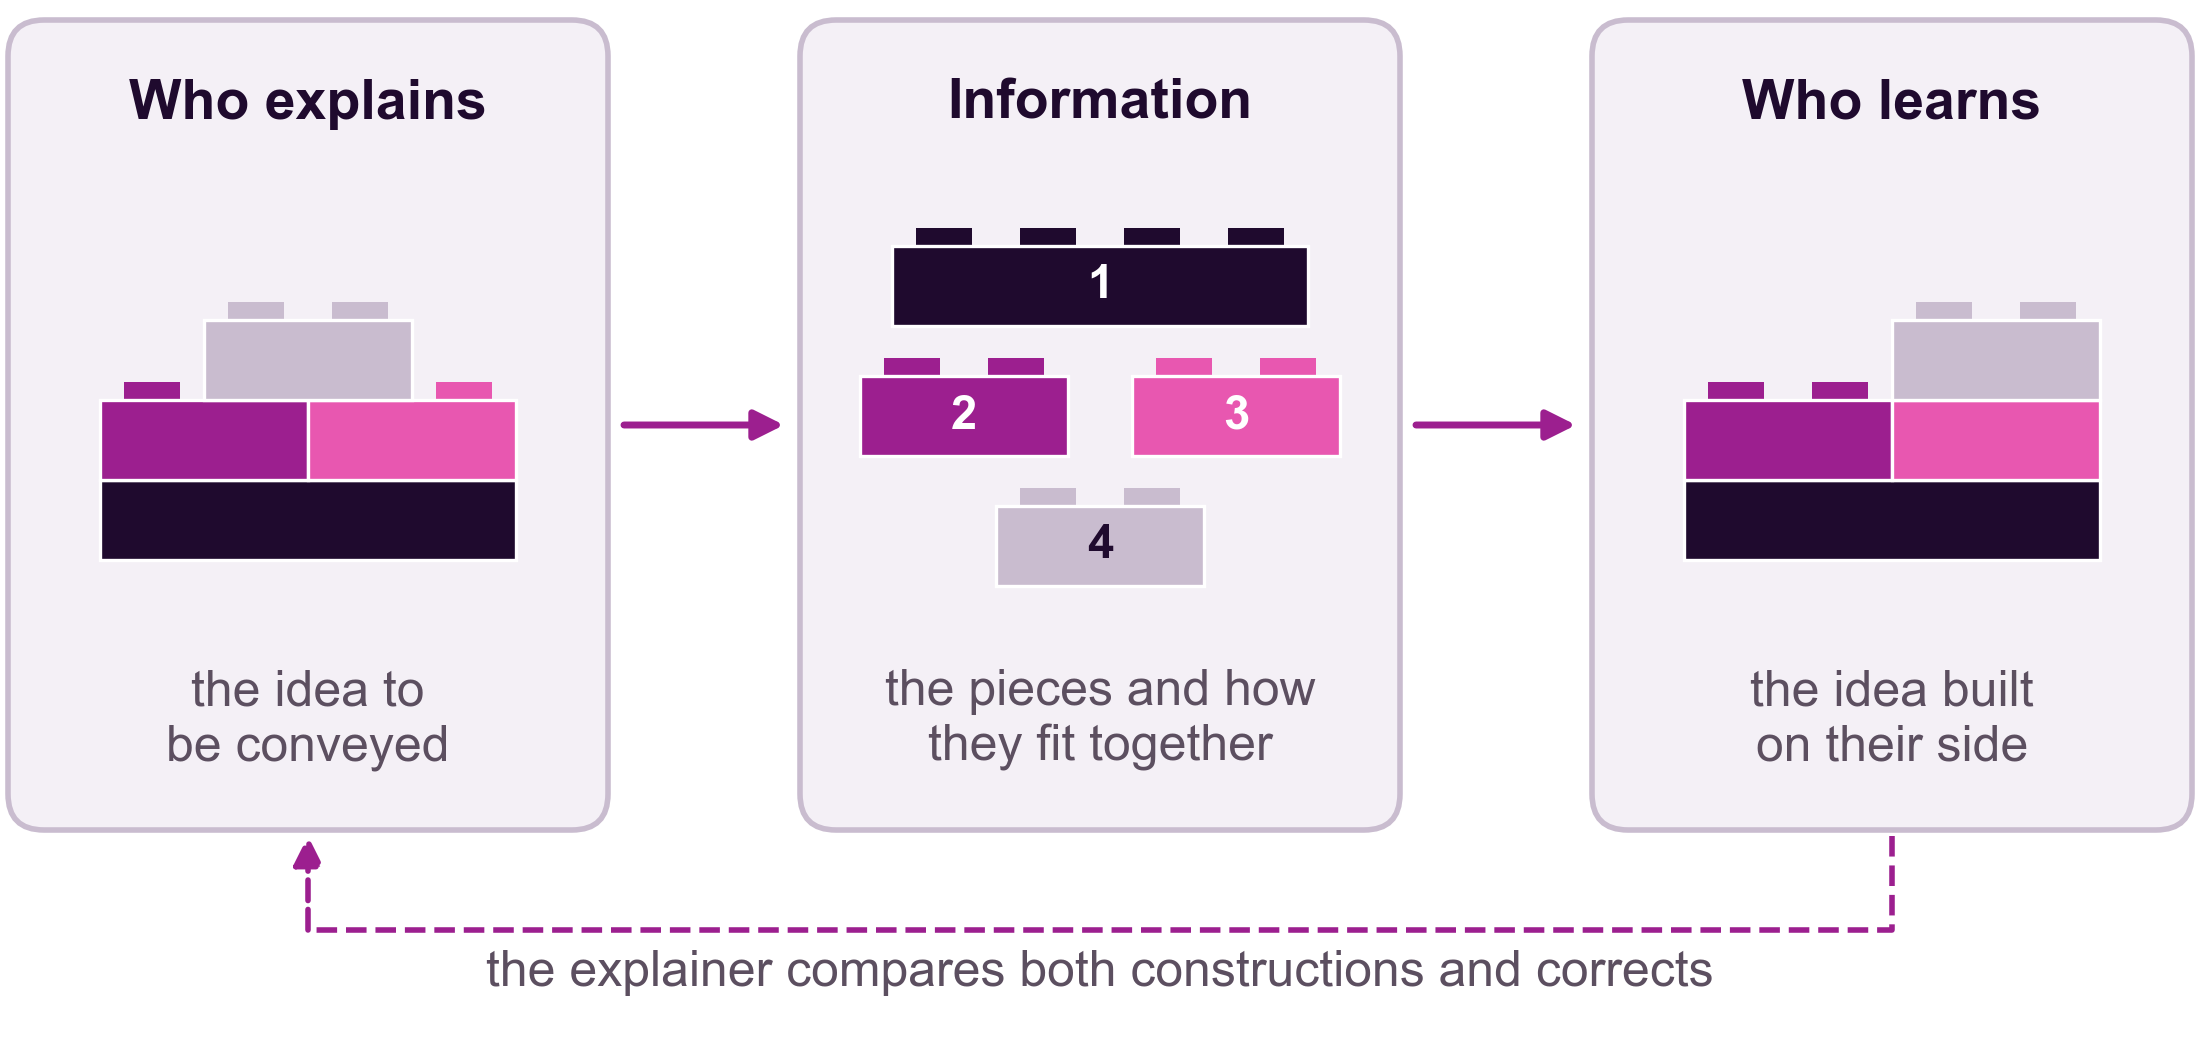 Who explains
the idea to
be conveyed
Information
1
2
3
4
the pieces and how
they fit together
Who learns
the idea built
on their side
the explainer compares both constructions and corrects